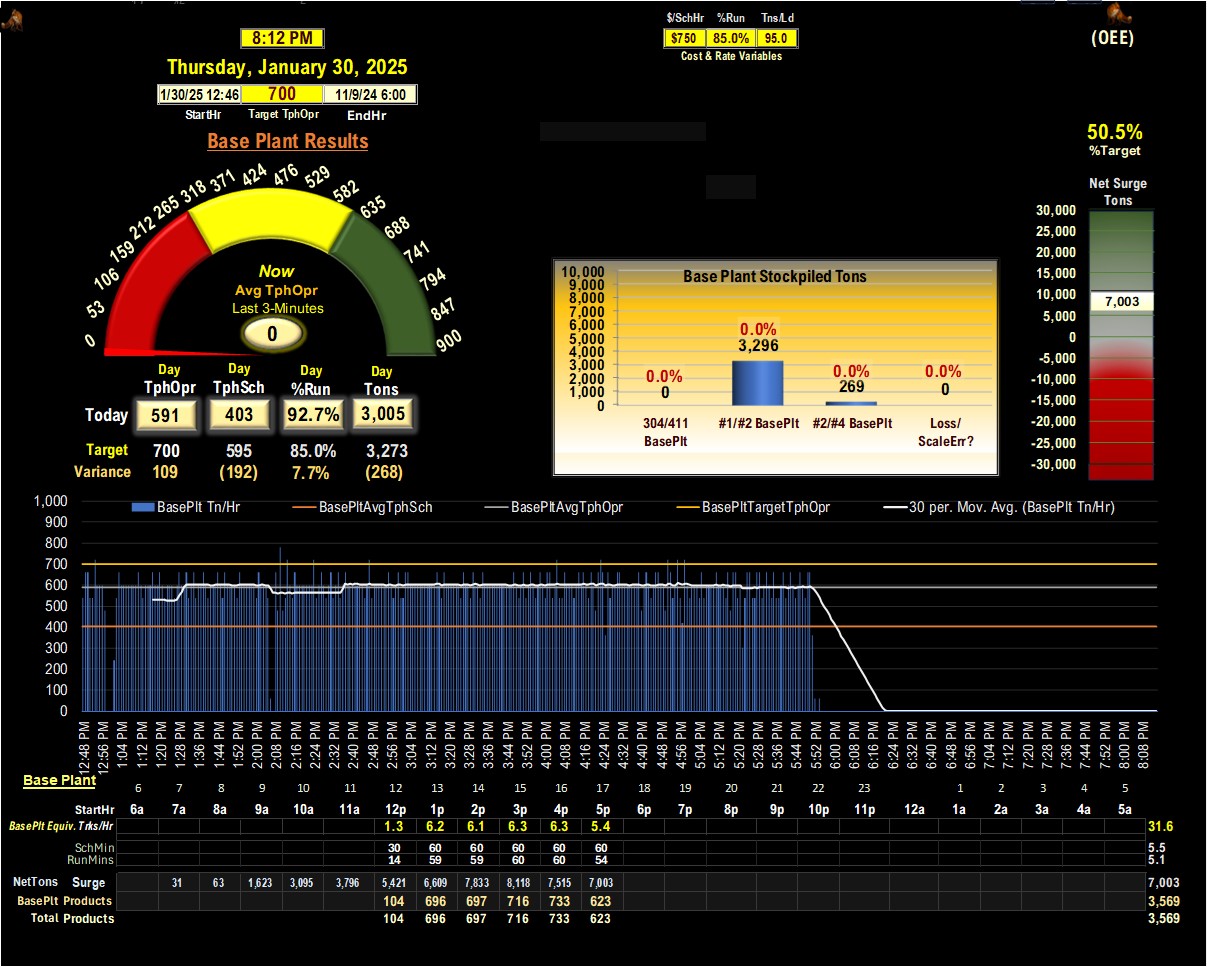 $/SchHr %Run Tns/Ld
8:12 PM
$750 85.0% 95.0
(OEE)
Cost & Rate Variables
Thursday, January 30, 2025
1/30/25 12:46 700 11/9/24 6:00
StartHr Target TphOpr EndHr
Base Plant Results
50.5%
%Target
Net Surge
Tons
30,000
25,000
20,000
15,000
10,000
7,003
5,000
0
-5,000
-10,000
-15,000
-20,000
-25,000
-30,000
0 53 106 159 212 265 318 371 424 476 529 582 635 688 741 794 847 900
Now
Avg TphOpr
Last 3-Minutes
0
Base Plant Stockpiled Tons
10,000
9,000
8,000
7,000
6,000
5,000
4,000
3,000
2,000
1,000
0
0.0% 0.0% 0.0% 0.0%
0 3,296 269 0
304/411 BasePlt
#1/#2 BasePlt
#2/#4 BasePlt
Loss/ ScaleErr?
Day Day Day Day
TphOpr TphSch %Run Tons
Today 591 403 92.7% 3,005
Target 700 595 85.0% 3,273
Variance 109 (192) 7.7% (268)
BasePlt Tn/Hr BasePltAvgTphSch BasePltAvgTphOpr BasePltTargetTphOpr 30 per. Mov. Avg. (BasePlt Tn/Hr)
1,000
900
800
700
600
500
400
300
200
100
0
12:48 PM 12:56 PM 1:04 PM 1:12 PM 1:28 PM 1:36 PM 1:44 PM 1:52 PM 2:00 PM 2:08 PM 2:16 PM 2:24 PM 2:32 PM 2:40 PM 2:48 PM 2:56 PM 3:04 PM 3:12 PM 3:20 PM 3:28 PM 3:36 PM 3:44 PM 3:52 PM 4:00 PM 4:08 PM 4:16 PM 4:24 PM 4:32 PM 4:40 PM 4:48 PM 4:56 PM 5:04 PM 5:12 PM 5:20 PM 5:28 PM 5:36 PM 5:44 PM 5:52 PM 6:00 PM 6:08 PM 6:16 PM 6:24 PM 6:32 PM 6:40 PM 6:48 PM 6:56 PM 7:04 PM 7:12 PM 7:20 PM 7:28 PM 7:36 PM 7:44 PM 7:52 PM 8:00 PM 8:08 PM
Base Plant
6 7 8 9 10 11 12 13 14 15 16 17 18 19 20 21 22 23 1 2 3 4 5
StartHr 6a 7a 8a 9a 10a 11a 12p 1p 2p 3p 4p 5p 6p 7p 8p 9p 10p 11p 12a 1a 2a 3a 4a 5a
BasePlt Equiv. Trks/Hr 1.3 6.2 6.1 6.3 6.3 5.4 31.6
SchMin 30 60 60 60 60 60 5.5
RunMins 14 59 59 60 60 54 5.1
NetTons Surge 31 63 1,623 3,095 3,796 5,421 6,609 7,833 8,118 7,515 7,003 7,003
BasePlt Products 104 696 697 716 733 623 3,569
Total Products 104 696 697 716 733 623 3,569